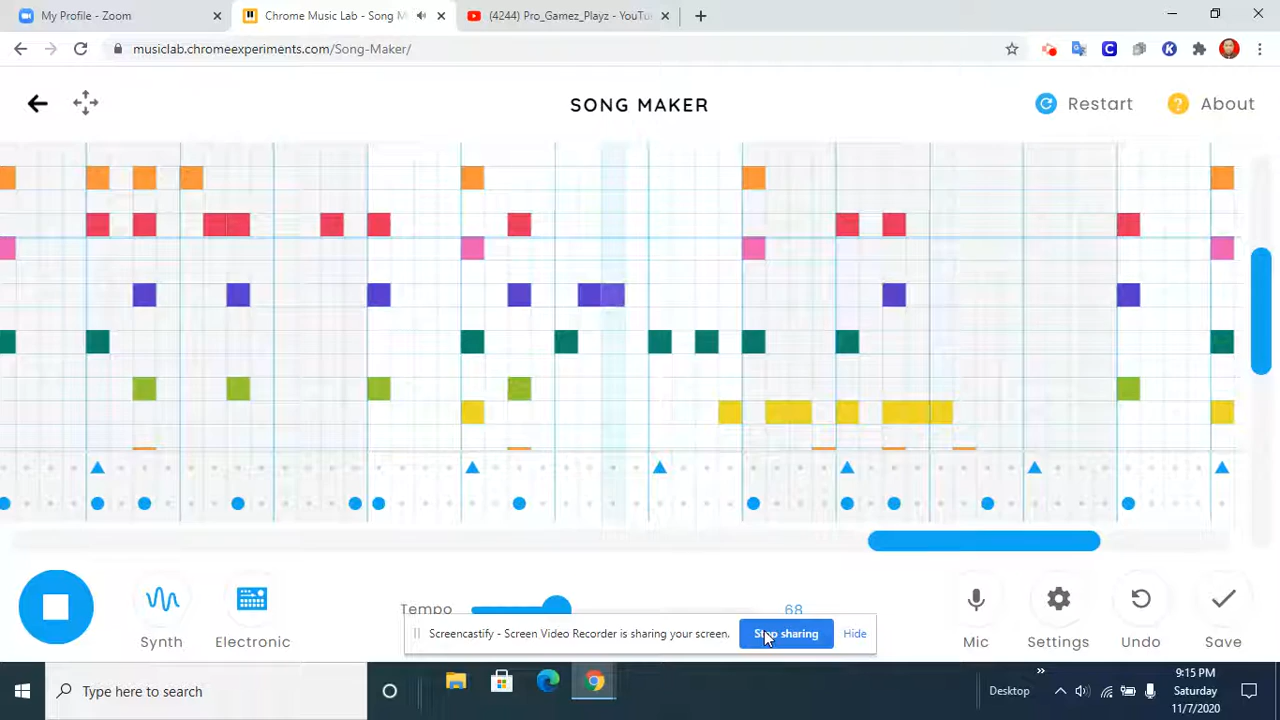 My Profile - Zoom
Chrome Music Lab - Song M
(4244) Pro_Gamez_Playz - YouTu
musiclab.chromeexperiments.com/Song-Maker/
SONG MAKER
Restart
About
Synth
Electronic
Tempo
68
Mic
Settings
Undo
Save
Screencastify - Screen Video Recorder is sharing your screen.
Stop sharing
Hide
Type here to search
Desktop
9:15 PM
Saturday
11/7/2020